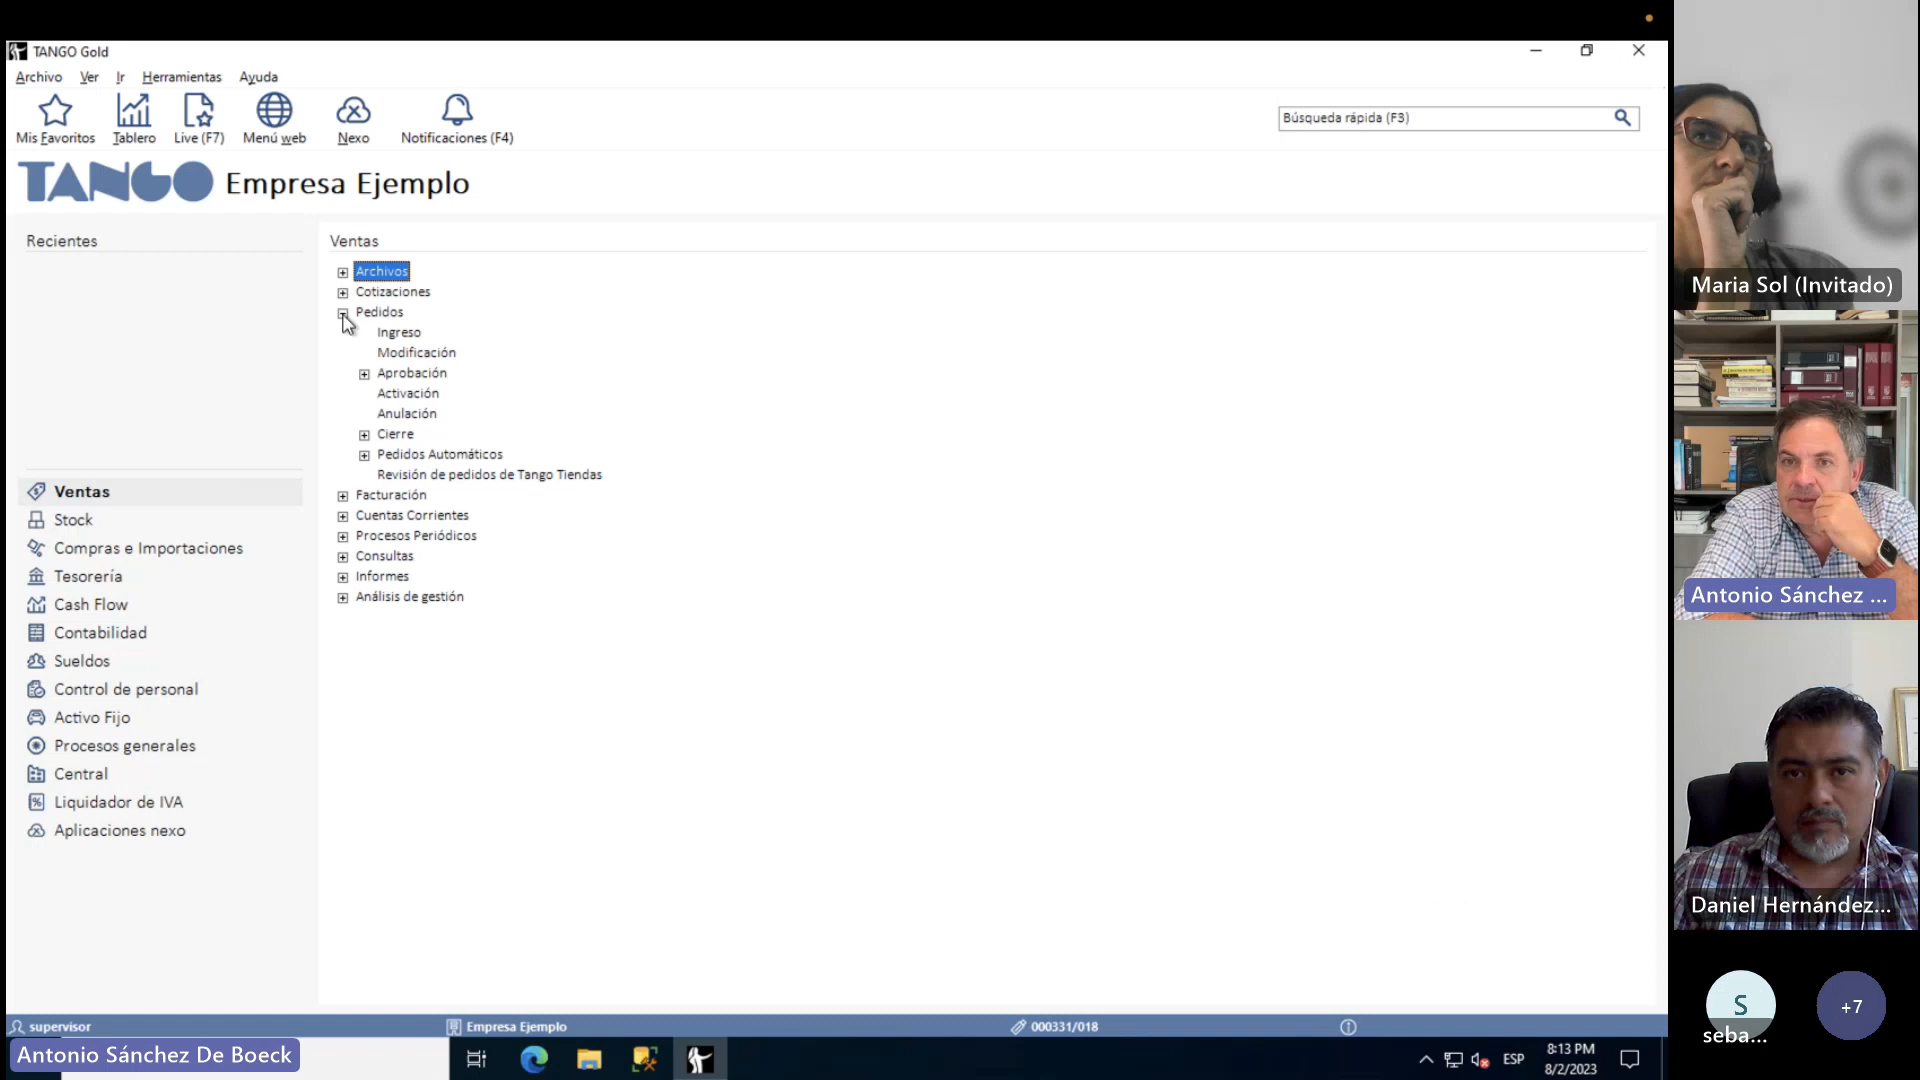 TANGO Gold
Archivo Ver Ir Herramientas Ayuda
Mis Favoritos Tablero Live (F7) Menú web Nexo Notificaciones (F4)
Búsqueda rápida (F3)
TANGO Empresa Ejemplo
Recientes
Ventas
Stock
Compras e Importaciones
Tesorería
Cash Flow
Contabilidad
Sueldos
Control de personal
Activo Fijo
Procesos generales
Central
Liquidador de IVA
Aplicaciones nexo
Ventas
Archivos
Cotizaciones
Pedidos
Ingreso
Modificación
Aprobación
Activación
Anulación
Cierre
Pedidos Automáticos
Revisión de pedidos de Tango Tiendas
Facturación
Cuentas Corrientes
Procesos Periódicos
Consultas
Informes
Análisis de gestión
supervisor
Empresa Ejemplo
000331/018
Antonio Sánchez De Boeck
ESP
8:13 PM
8/2/2023
Maria Sol (Invitado)
Antonio Sánchez ...
Daniel Hernández...
S
seba...
+7